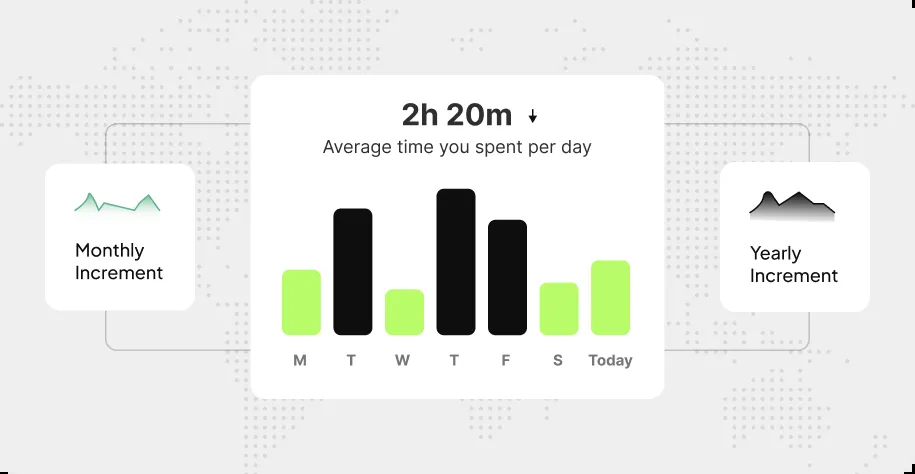 2h 20m ↓
Average time you spent per day
Monthly
Increment
M T W T F S Today
Yearly
Increment